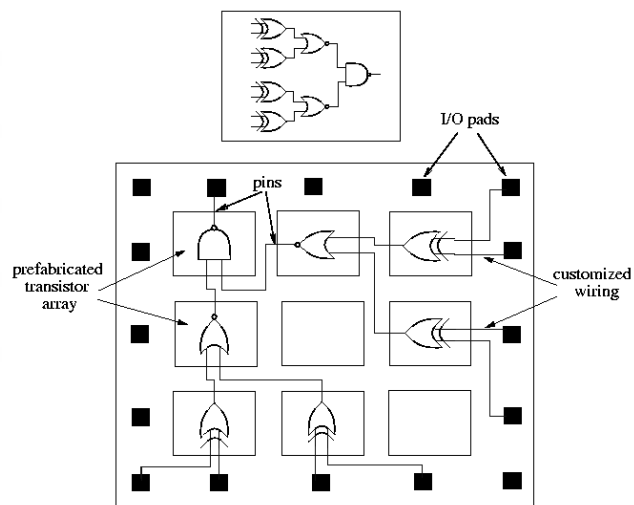 I/O pads
pins
prefabricated
transistor
array
customized
wiring